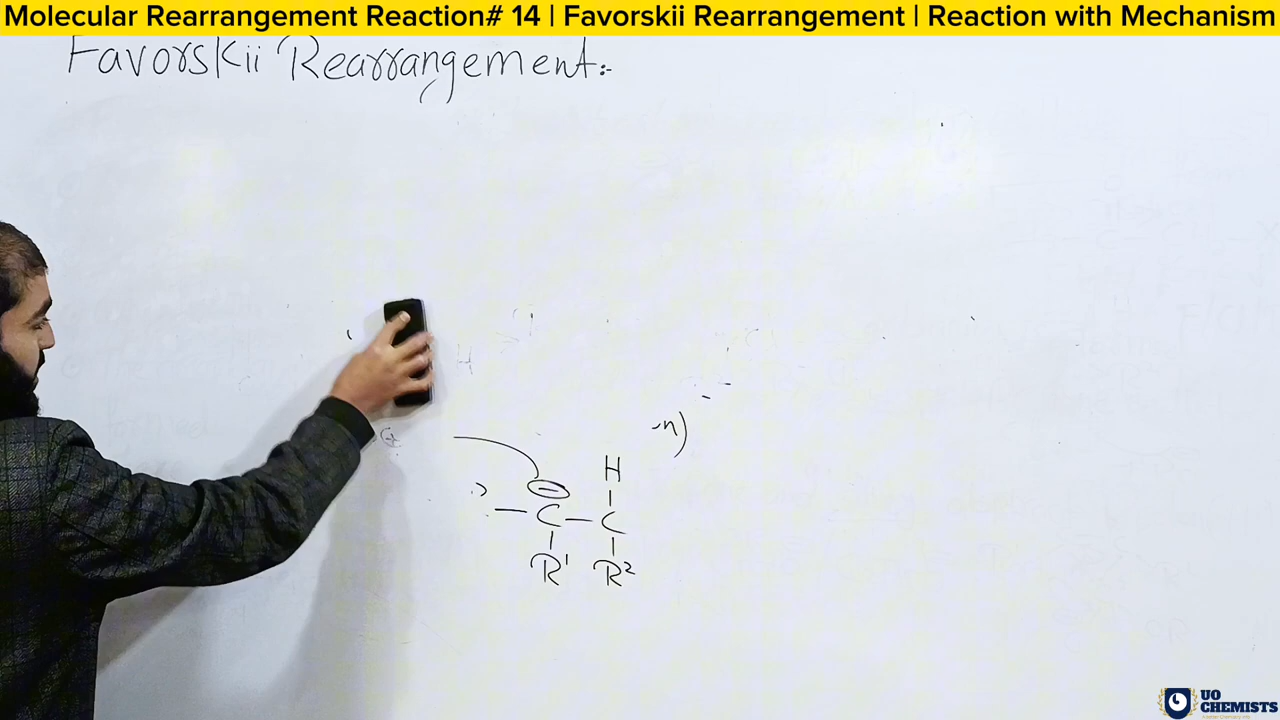 Molecular Rearrangement Reaction# 14 | Favorskii Rearrangement | Reaction with Mechanism
Favorskii Rearrangement:-
H
C – C
R¹ R²
UO
CHEMISTS